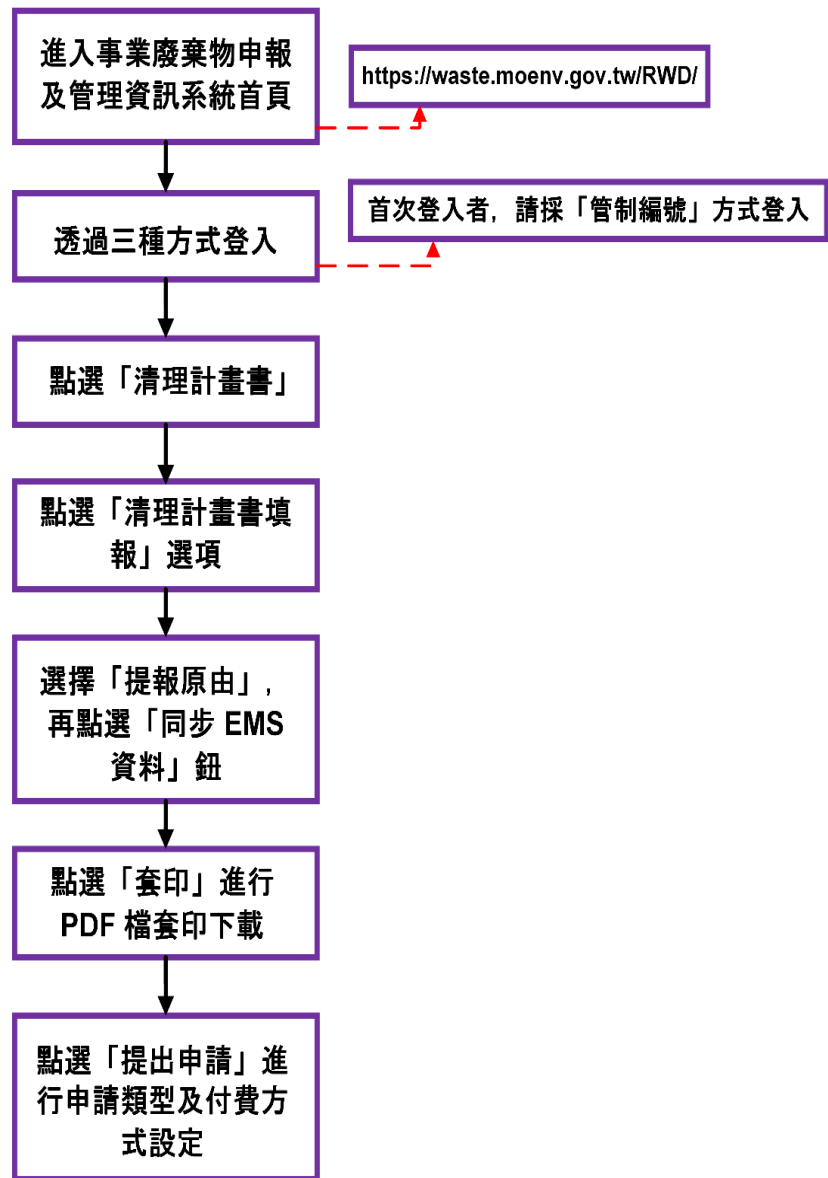 進入事業廢棄物申報
及管理資訊系統首頁
https://waste.moenv.gov.tw/RWD/
透過三種方式登入
首次登入者，請採「管制編號」方式登入
點選「清理計畫書」
點選「清理計畫書填
報」選項
選擇「提報原由」，
再點選「同步 EMS
資料」鈕
點選「套印」進行
PDF 檔套印下載
點選「提出申請」進
行申請類型及付費方
式設定